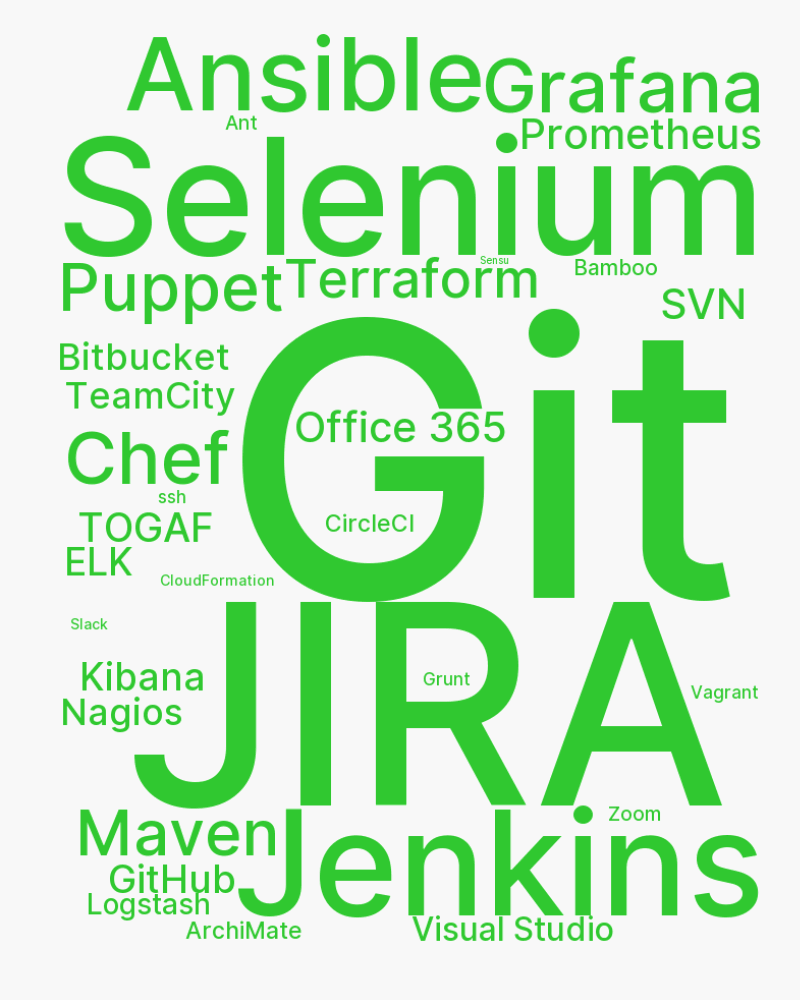 Ansible
Grafana
Ant
Prometheus
Selenium
Sensu
Puppet
Terraform
Bamboo
SVN
Bitbucket
TeamCity
Git
Office 365
Chef
ssh
TOGAF
CircleCI
ELK
CloudFormation
Slack
JIRA
Kibana
Grunt
Vagrant
Nagios
Maven
Jenkins
Zoom
GitHub
Logstash
ArchiMate
Visual Studio